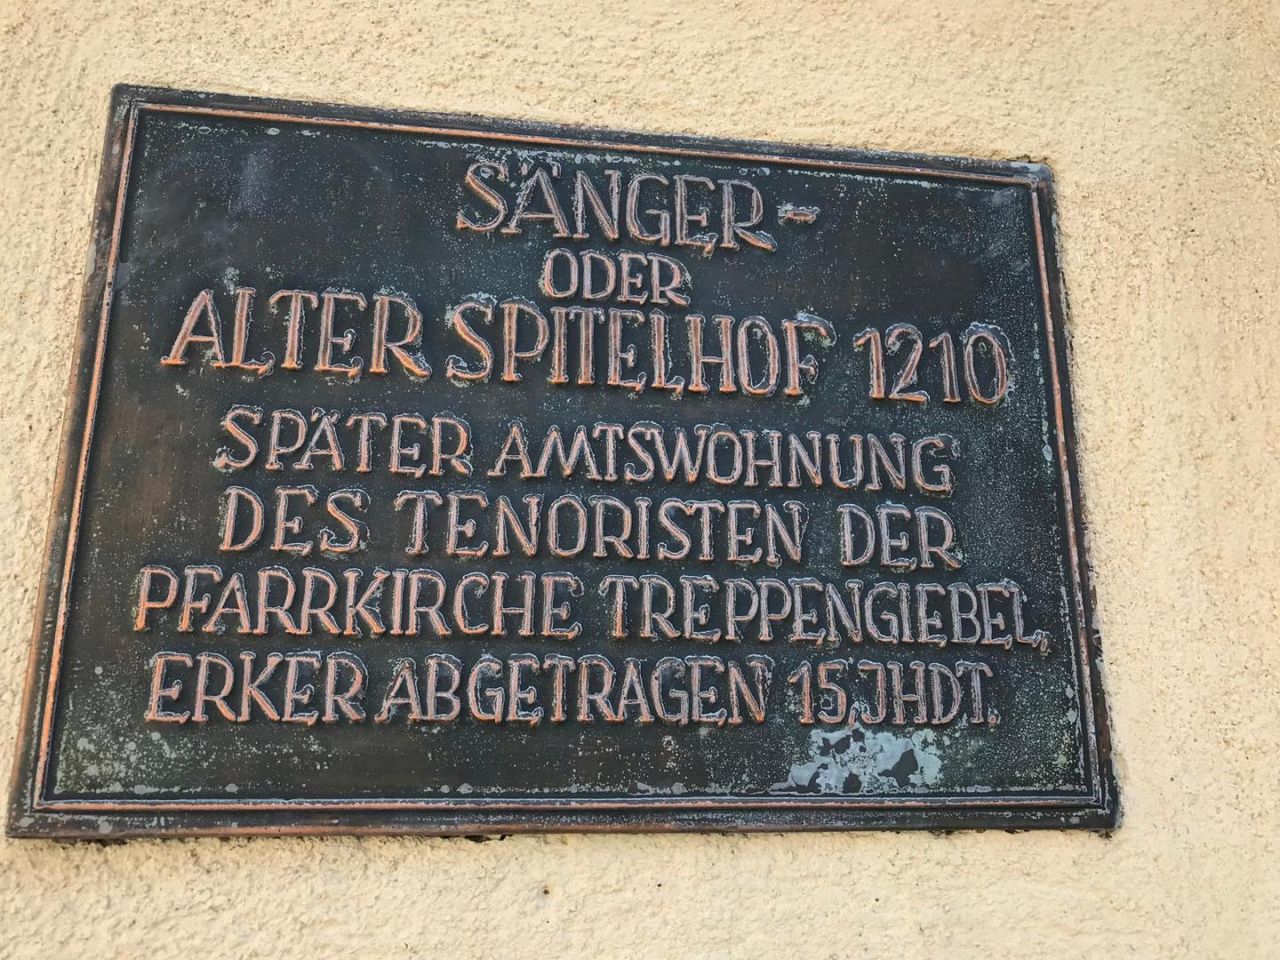 SÄNGER-
ODER
ALTER SPITELHOF 1210
SPÄTER AMTSWOHNUNG
DES TENORISTEN DER
PFARRKIRCHE TREPPENGIEBEL,
ERKER ABGETRAGEN 15.JHDT.